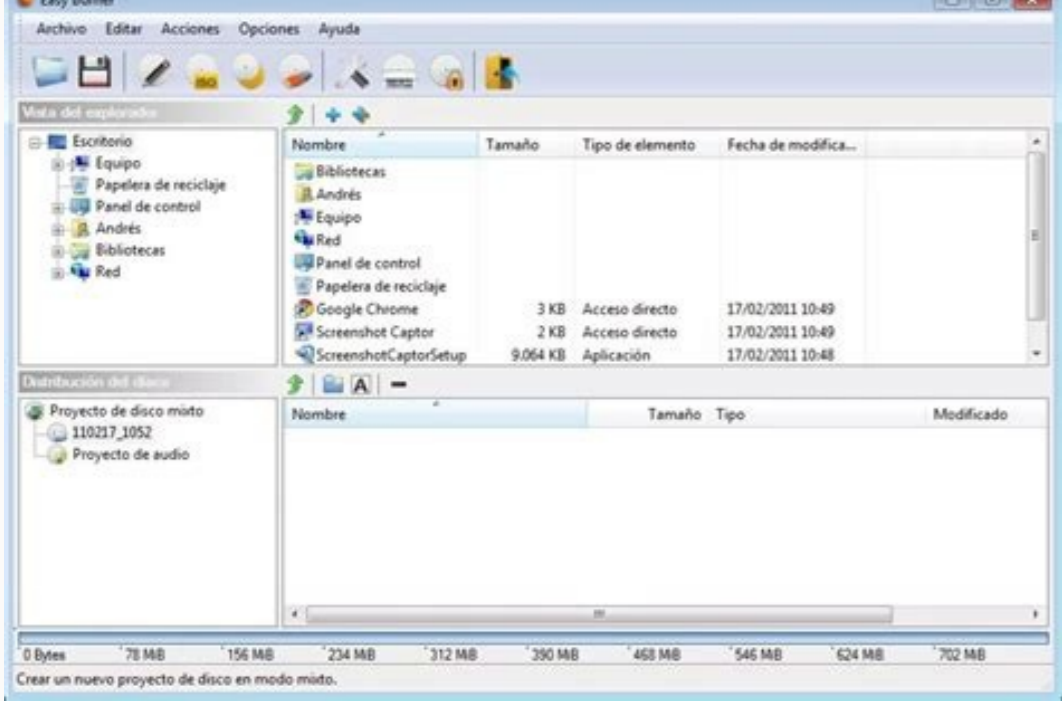 Easy Burner
Archivo Editar Acciones Opciones Ayuda
ISO
Vista del explorador
Escritorio
Equipo
Papelera de reciclaje
Panel de control
Andrés
Bibliotecas
Red
Nombre Tamaño Tipo de elemento Fecha de modifica...
Bibliotecas
Andrés
Equipo
Red
Panel de control
Papelera de reciclaje
Google Chrome 3 KB Acceso directo 17/02/2011 10:49
Screenshot Captor 2 KB Acceso directo 17/02/2011 10:49
ScreenshotCaptorSetup 9.064 KB Aplicación 17/02/2011 10:48
Distribución del disco
A
Proyecto de disco mixto
110217_1052
Proyecto de audio
Nombre Tamaño Tipo Modificado
0 Bytes 78 MiB 156 MiB 234 MiB 312 MiB 390 MiB 468 MiB 546 MiB 624 MiB 702 MiB
Crear un nuevo proyecto de disco en modo mixto.